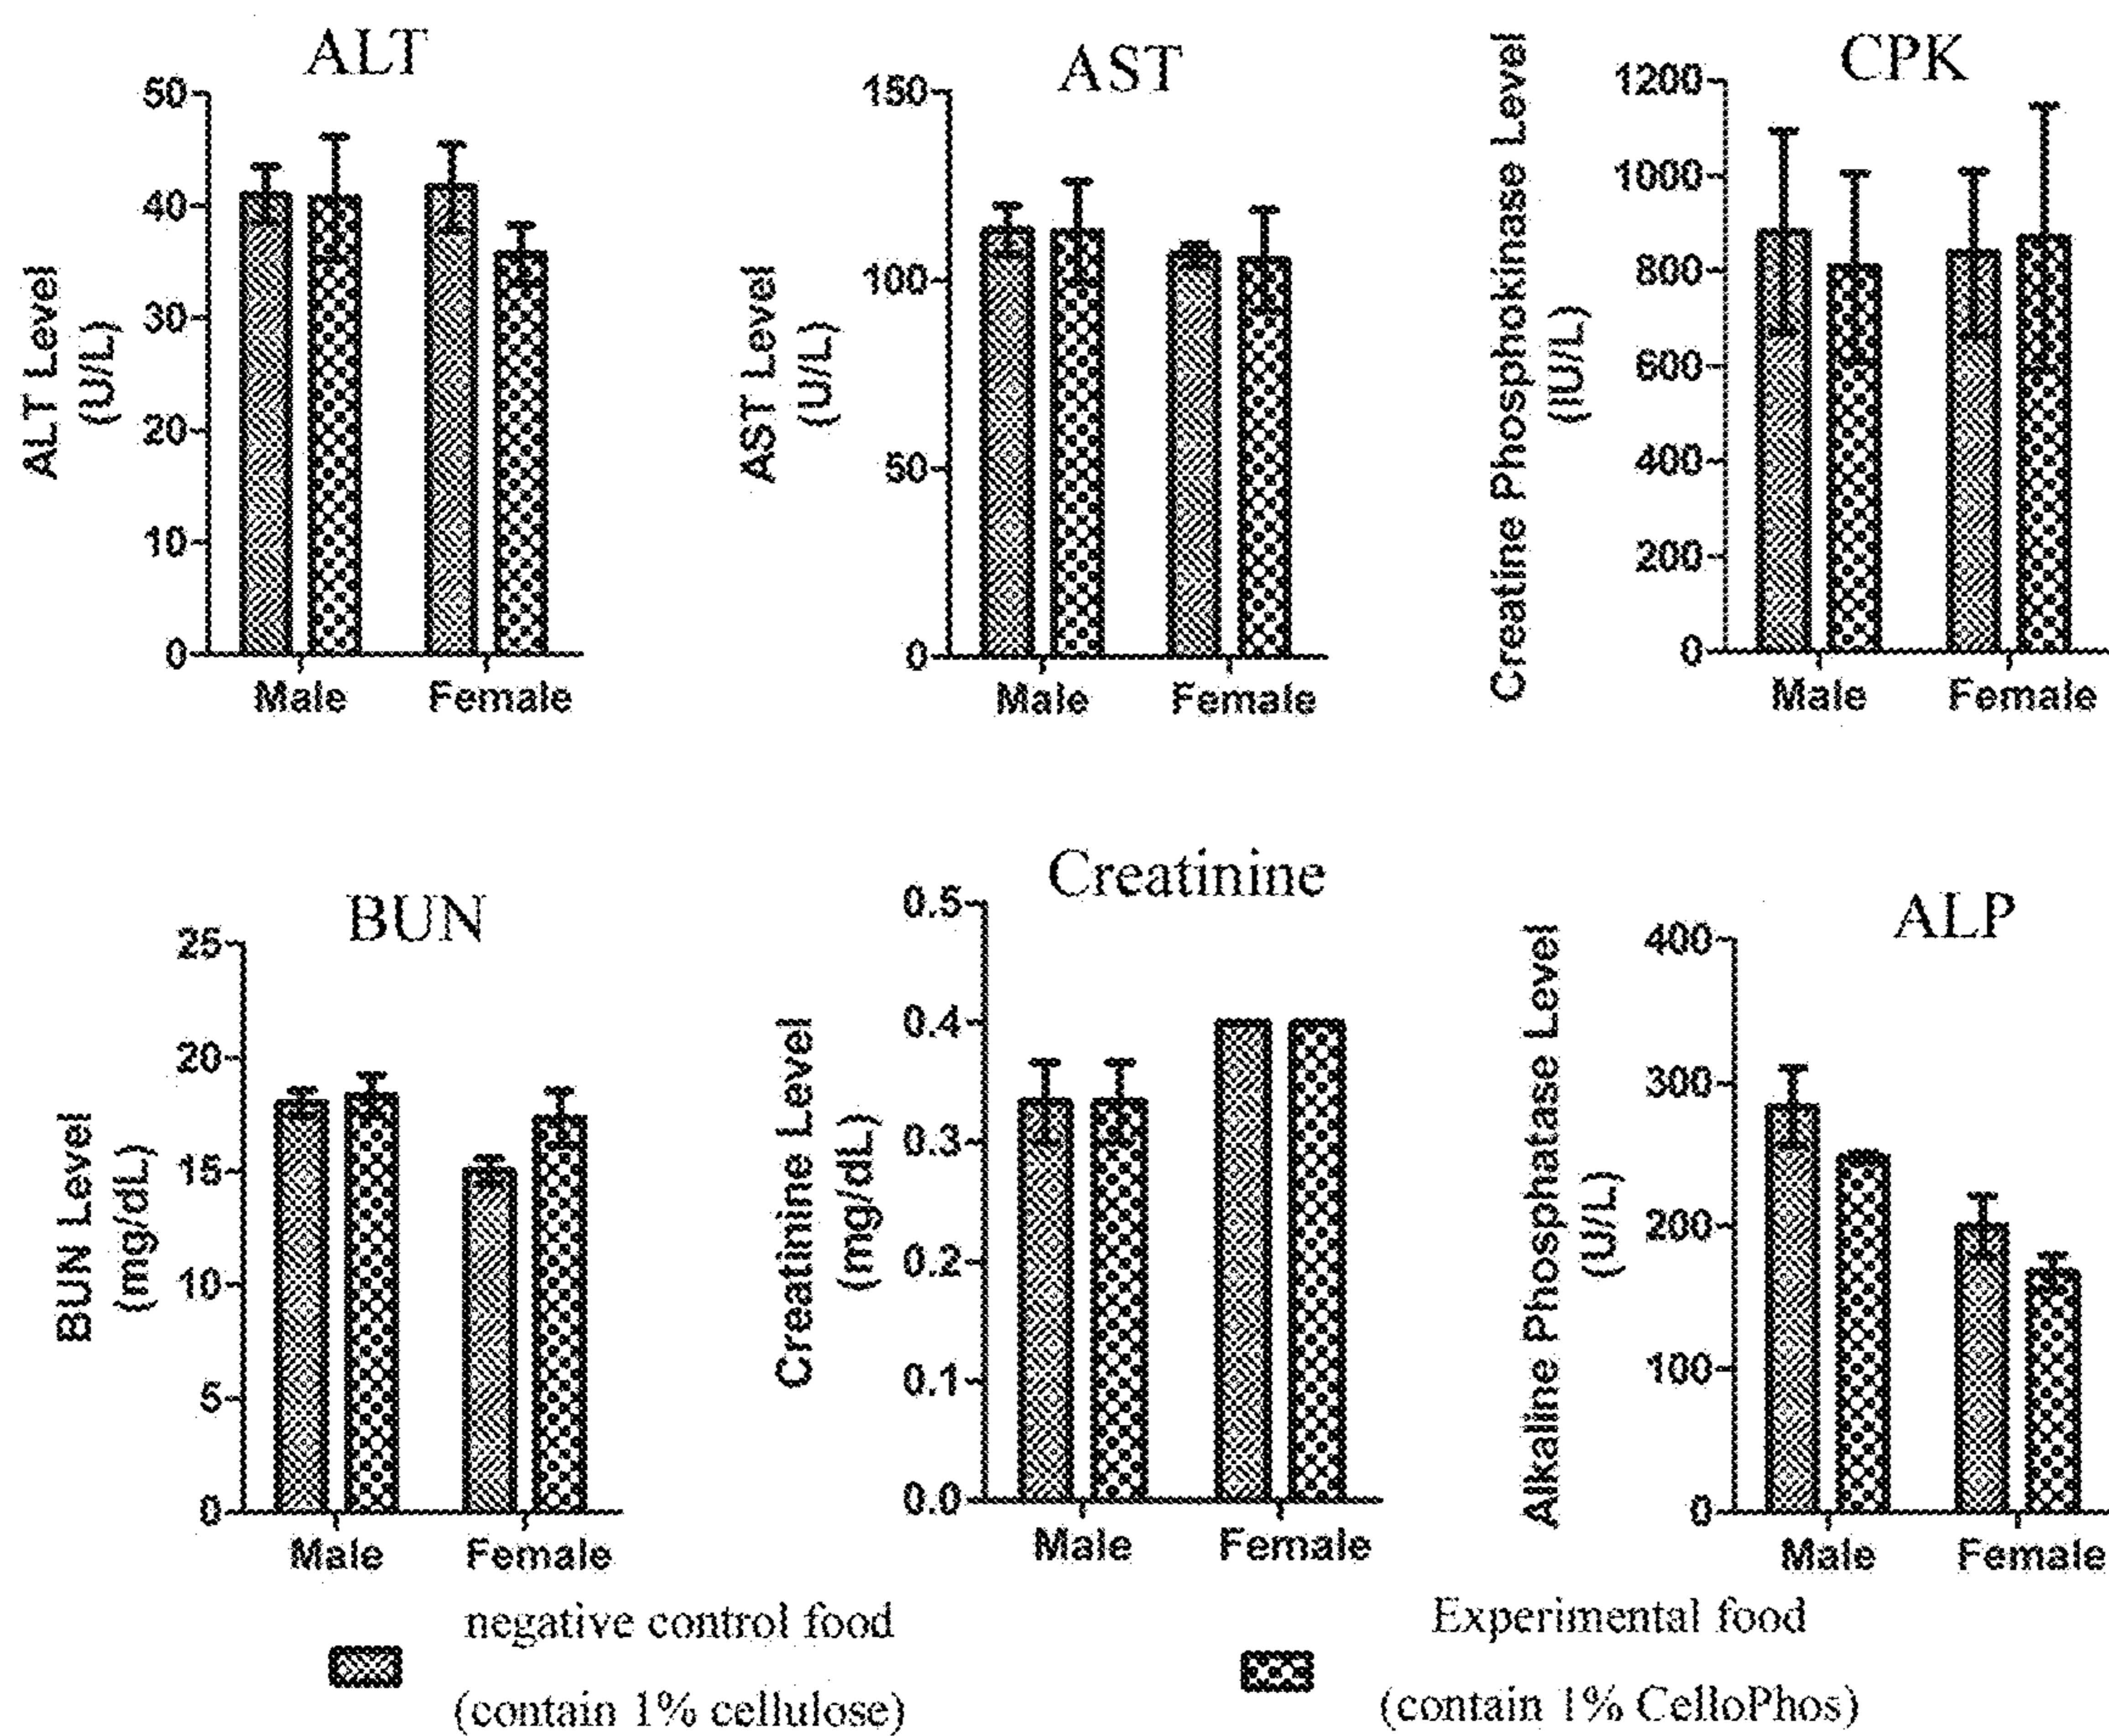 ALT
ALT Level
(U/L)
50
40
30
20
10
0
Male
Female
AST
AST Level
(U/L)
150
100
50
0
Male
Female
CPK
Creatine Phosphokinase Level
(IU/L)
1200
1000
800
600
400
200
0
Male
Female
BUN
BUN Level
(mg/dL)
25
20
15
10
5
0
Male
Female
Creatinine
Creatinine Level
(mg/dL)
0.5
0.4
0.3
0.2
0.1
0.0
Male
Female
ALP
Alkaline Phosphatase Level
(U/L)
400
300
200
100
0
Male
Female
negative control food
(contain 1% cellulose)
Experimental food
(contain 1% CelloPhos)